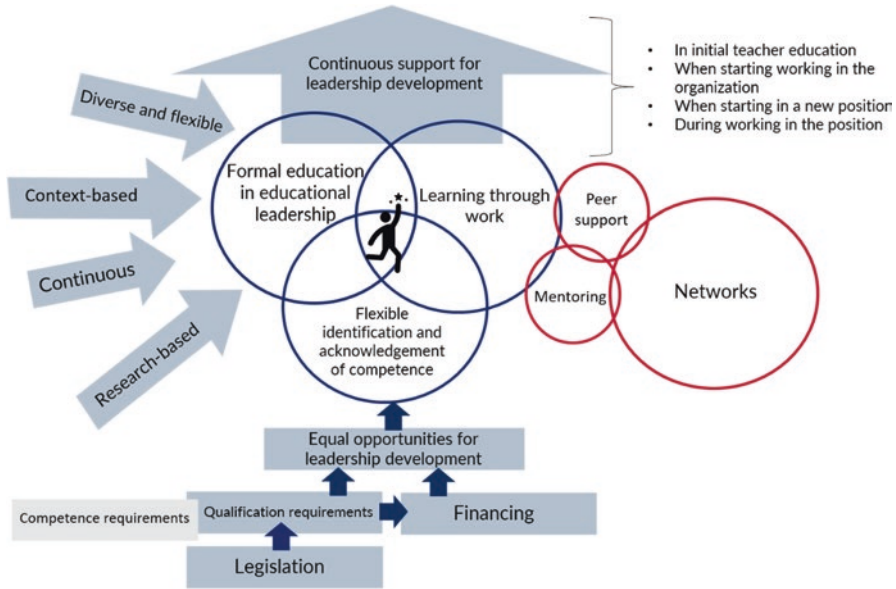 Continuous support for
leadership development
• In initial teacher education
• When starting working in the
organization
• When starting in a new position
• During working in the position
Diverse and flexible
Context-based
Continuous
Research-based
Formal education
in educational
leadership
Learning through
work
Peer
support
Mentoring
Networks
Flexible
identification and
acknowledgement
of competence
Equal opportunities for
leadership development
Competence requirements
Qualification requirements
Financing
Legislation